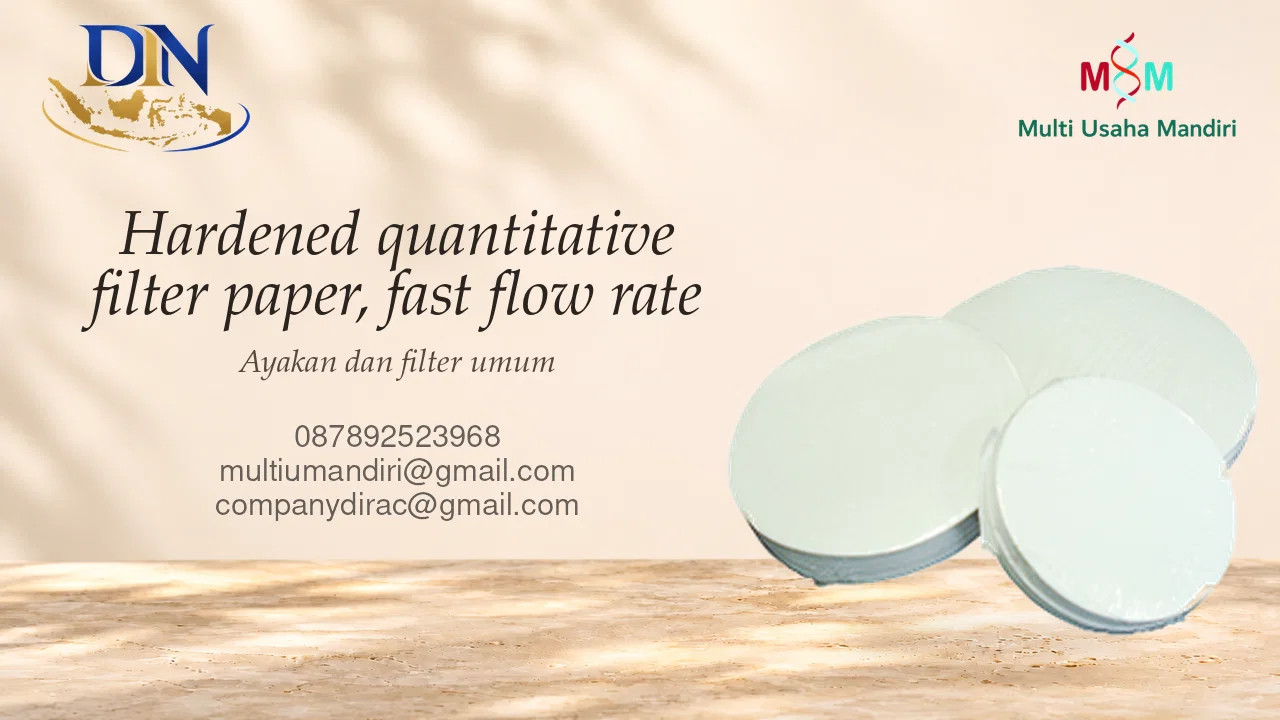 DIN
MSM
Multi Usaha Mandiri
Hardened quantitative
filter paper, fast flow rate
Ayakan dan filter umum
087892523968
multiumandiri@gmail.com
companydirac@gmail.com